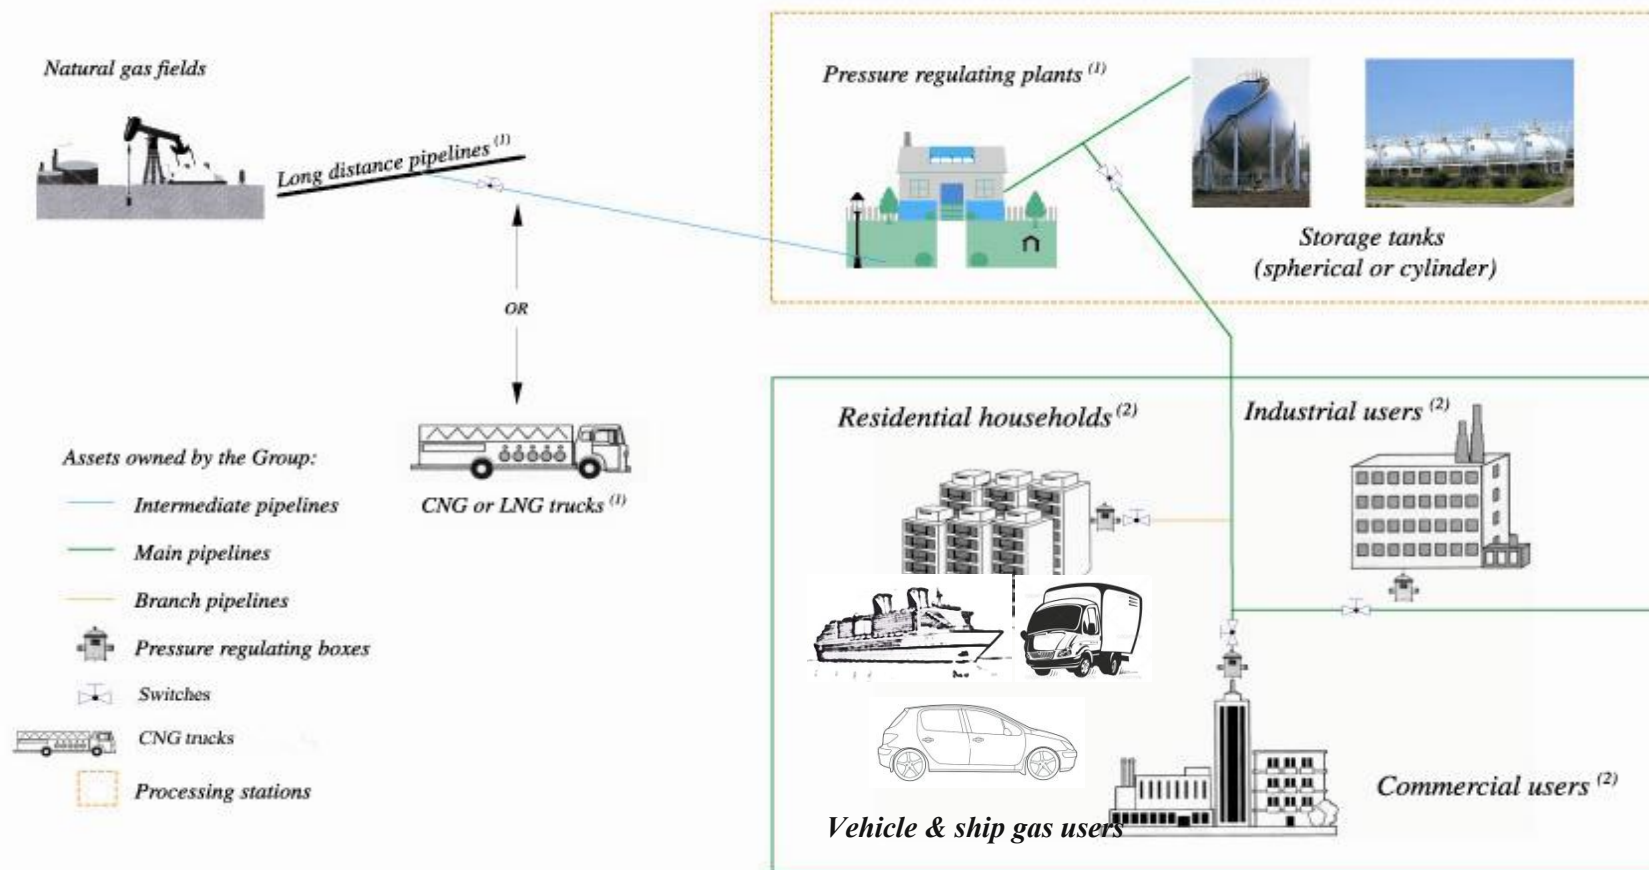 Natural gas fields
Long distance pipelines (1)
OR
CNG or LNG trucks (1)
Assets owned by the Group:
Intermediate pipelines
Main pipelines
Branch pipelines
Pressure regulating boxes
Switches
CNG trucks
Processing stations
Pressure regulating plants (1)
Storage tanks
(spherical or cylinder)
Residential households (2)
Industrial users (2)
Vehicle & ship gas users
Commercial users (2)